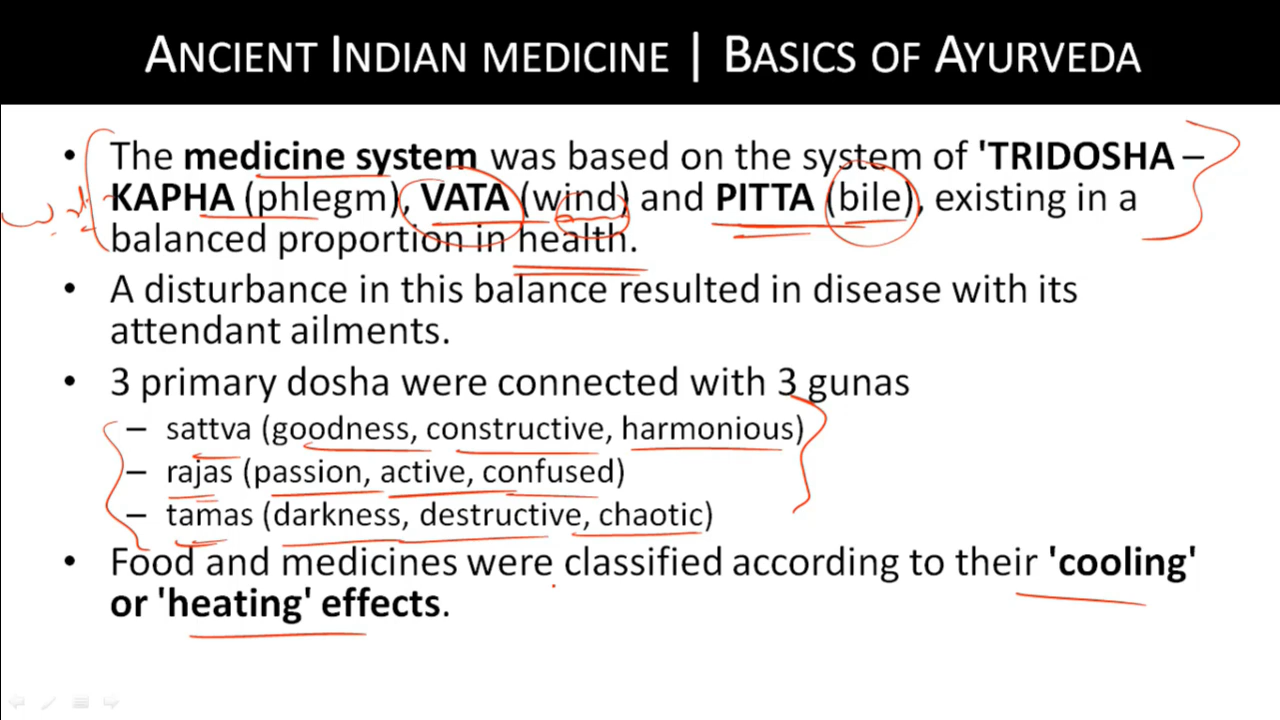 ANCIENT INDIAN MEDICINE | BASICS OF AYURVEDA
• The medicine system was based on the system of 'TRIDOSHA –
KAPHA (phlegm), VATA (wind) and PITTA (bile), existing in a
balanced proportion in health.
• A disturbance in this balance resulted in disease with its
attendant ailments.
• 3 primary dosha were connected with 3 gunas
– sattva (goodness, constructive, harmonious)
– rajas (passion, active, confused)
– tamas (darkness, destructive, chaotic)
• Food and medicines were classified according to their 'cooling'
or 'heating' effects.